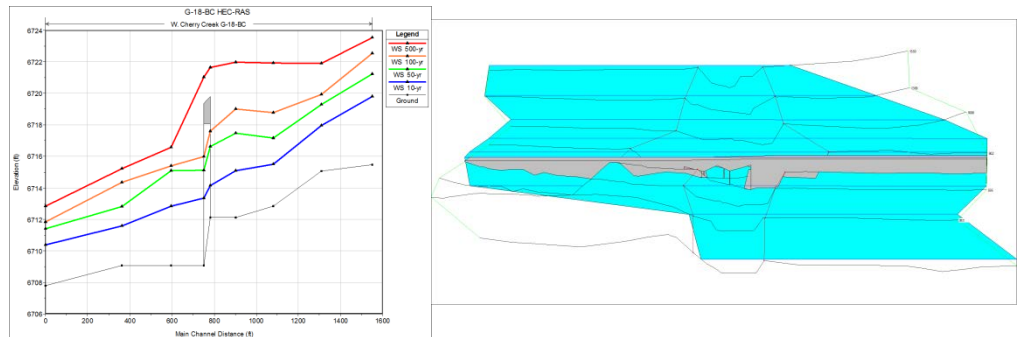 G-18-BC HEC-RAS
W. Cherry Creek G-18-BC
Legend
WS 500-yr
WS 100-yr
WS 50-yr
WS 10-yr
Ground
Elevation (ft)
6724
6722
6720
6718
6716
6714
6712
6710
6708
6706
0
200
400
600
800
1000
1200
1400
1600
Main Channel Distance (ft)